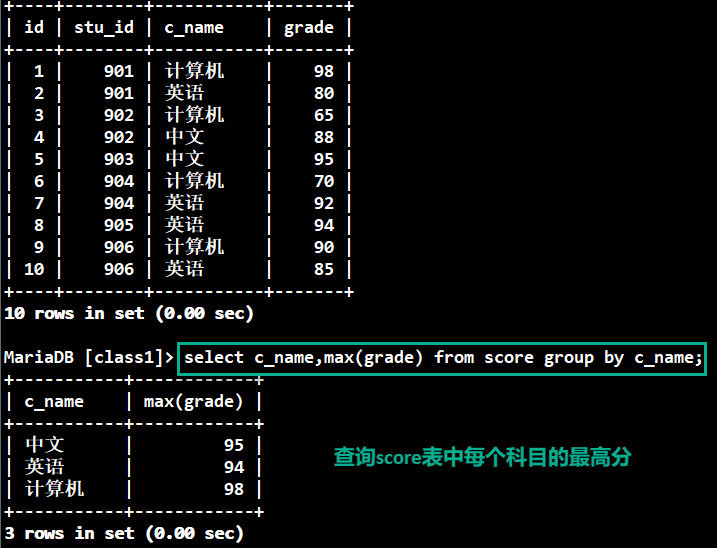 +----+--------+-----------+-------+
| id | stu_id | c_name    | grade |
+----+--------+-----------+-------+
|  1 |    901 | 计算机    |    98 |
|  2 |    901 | 英语      |    80 |
|  3 |    902 | 计算机    |    65 |
|  4 |    902 | 中文      |    88 |
|  5 |    903 | 中文      |    95 |
|  6 |    904 | 计算机    |    70 |
|  7 |    904 | 英语      |    92 |
|  8 |    905 | 英语      |    94 |
|  9 |    906 | 计算机    |    90 |
| 10 |    906 | 英语      |    85 |
+----+--------+-----------+-------+
10 rows in set (0.00 sec)
MariaDB [class1]> select c_name,max(grade) from score group by c_name;
+-----------+------------+
| c_name    | max(grade) |
+-----------+------------+
| 中文      |         95 |
| 英语      |         94 |
| 计算机    |         98 |
+-----------+------------+
3 rows in set (0.00 sec)
查询score表中每个科目的最高分